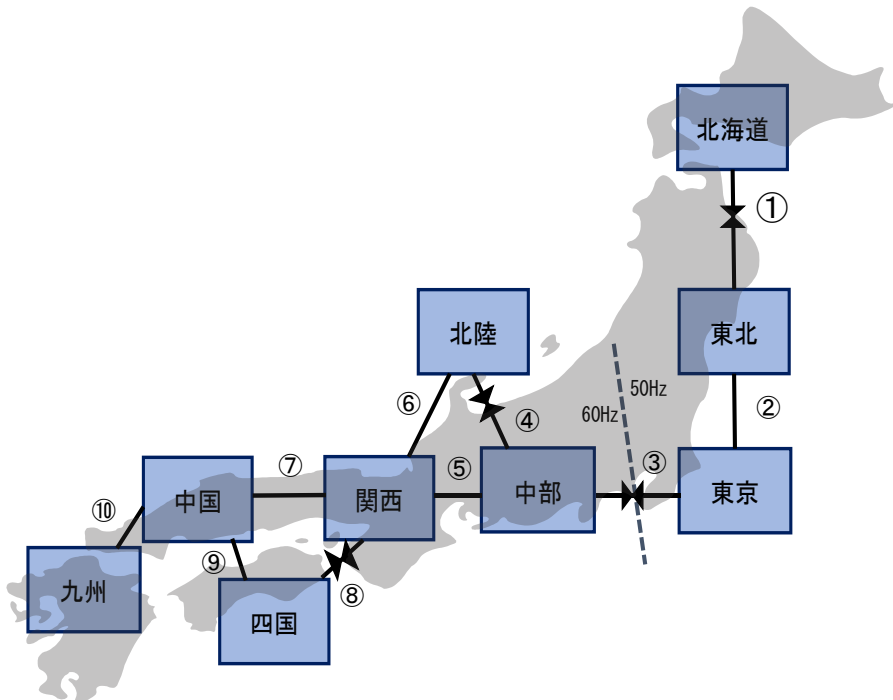 北海道
①
北陸
東北
50Hz
60Hz
⑥
④
②
⑦
⑤
③
中国
関西
中部
東京
⑩
⑨
九州
⑧
四国